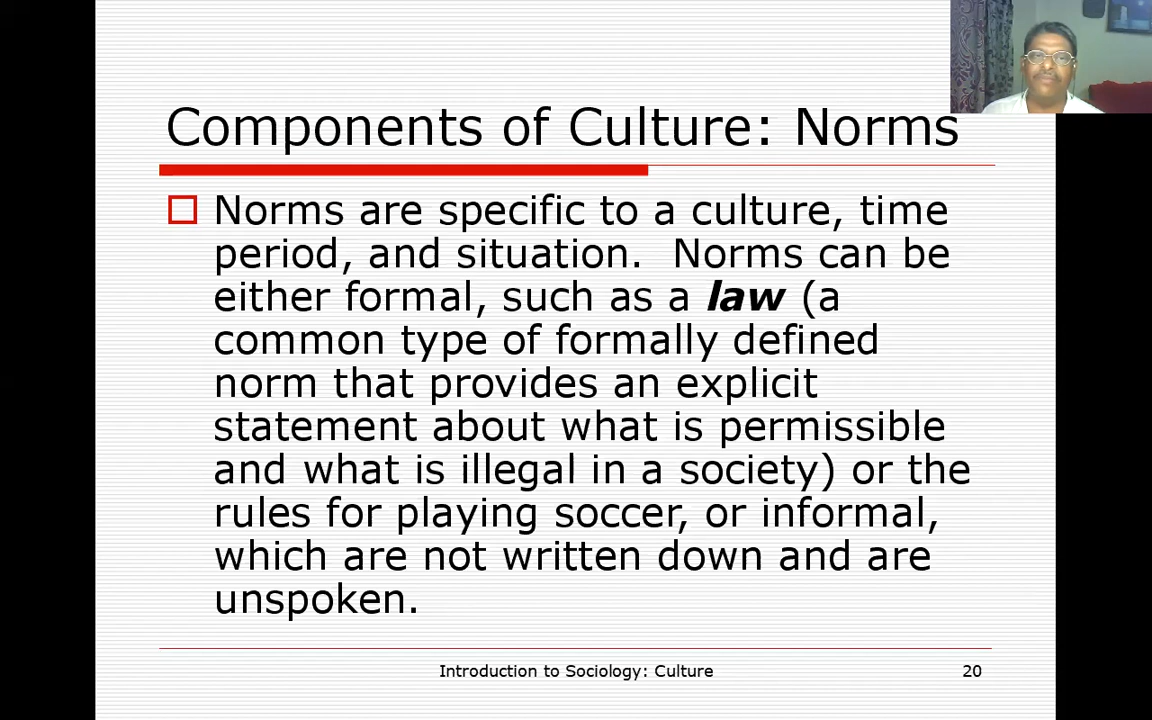 Components of Culture: Norms
Norms are specific to a culture, time
period, and situation.  Norms can be
either formal, such as a law (a
common type of formally defined
norm that provides an explicit
statement about what is permissible
and what is illegal in a society) or the
rules for playing soccer, or informal,
which are not written down and are
unspoken.
Introduction to Sociology: Culture
20